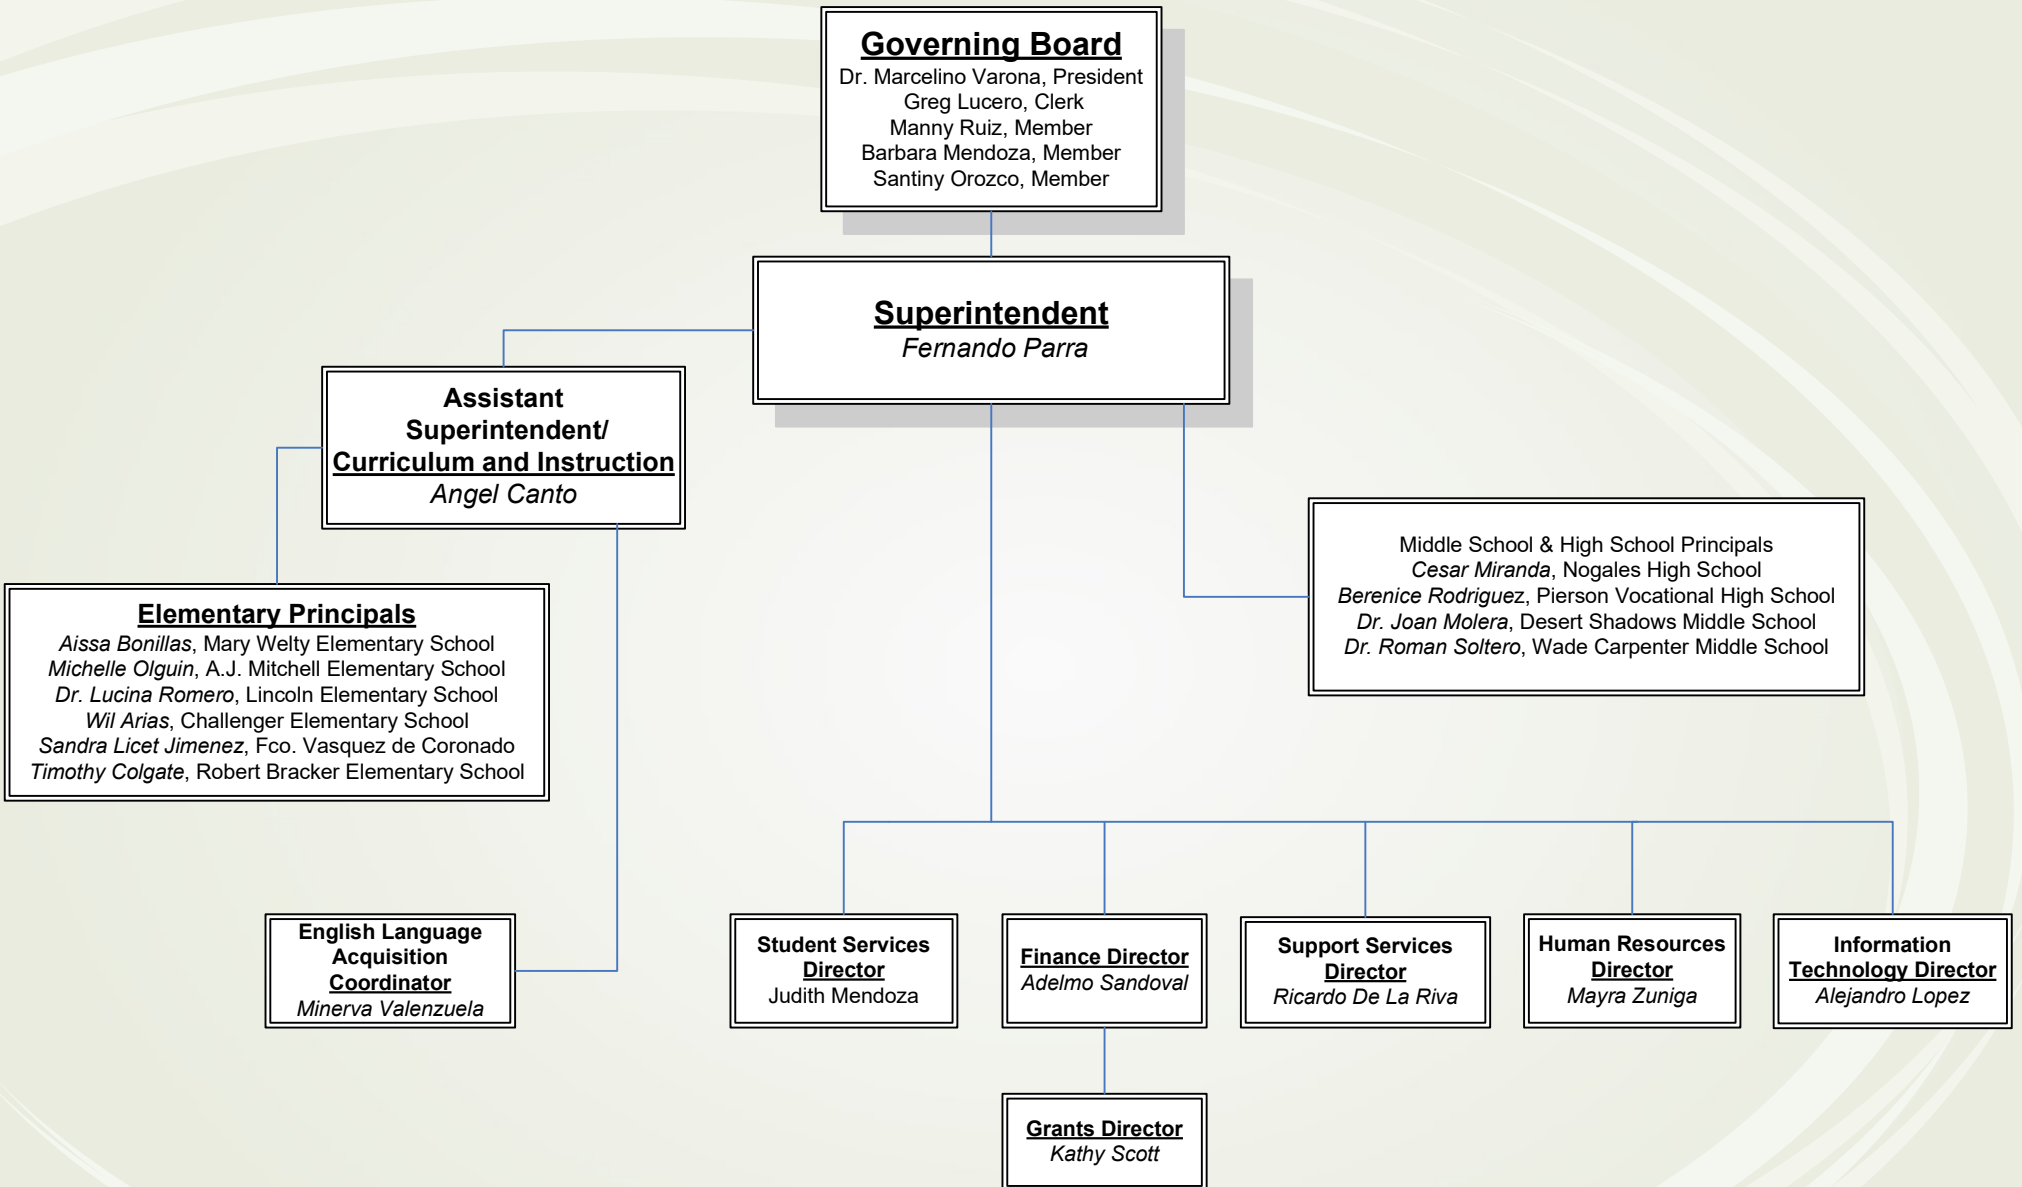 Governing Board
Dr. Marcelino Varona, President
Greg Lucero, Clerk
Manny Ruiz, Member
Barbara Mendoza, Member
Santiny Orozco, Member
Superintendent
Fernando Parra
Assistant
Superintendent/
Curriculum and Instruction
Angel Canto
Middle School & High School Principals
Cesar Miranda, Nogales High School
Berenice Rodriguez, Pierson Vocational High School
Dr. Joan Molera, Desert Shadows Middle School
Dr. Roman Soltero, Wade Carpenter Middle School
Elementary Principals
Aissa Bonillas, Mary Welty Elementary School
Michelle Olguin, A.J. Mitchell Elementary School
Dr. Lucina Romero, Lincoln Elementary School
Wil Arias, Challenger Elementary School
Sandra Licet Jimenez, Fco. Vasquez de Coronado
Timothy Colgate, Robert Bracker Elementary School
English Language
Acquisition
Coordinator
Minerva Valenzuela
Student Services
Director
Judith Mendoza
Finance Director
Adelmo Sandoval
Support Services
Director
Ricardo De La Riva
Human Resources
Director
Mayra Zuniga
Information
Technology Director
Alejandro Lopez
Grants Director
Kathy Scott